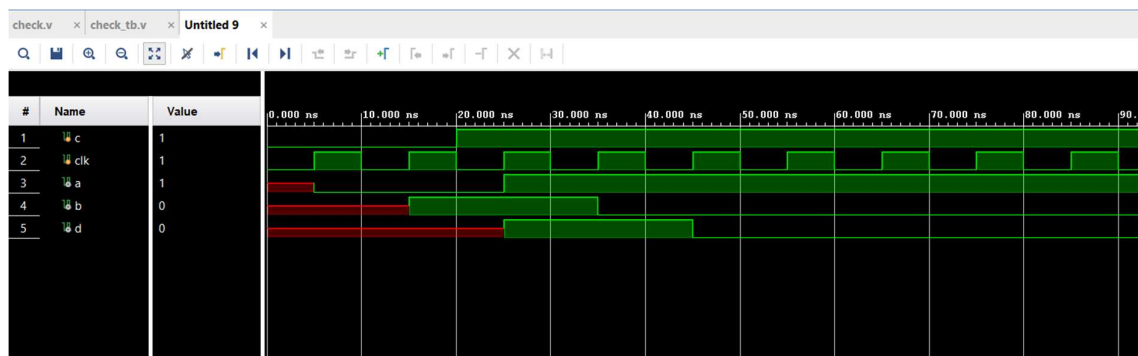 check.v × check_tb.v × Untitled 9 ×
# Name Value
0.000 ns 10.000 ns 20.000 ns 30.000 ns 40.000 ns 50.000 ns 60.000 ns 70.000 ns 80.000 ns 90.
1 c 1
2 clk 1
3 a 1
4 b 0
5 d 0